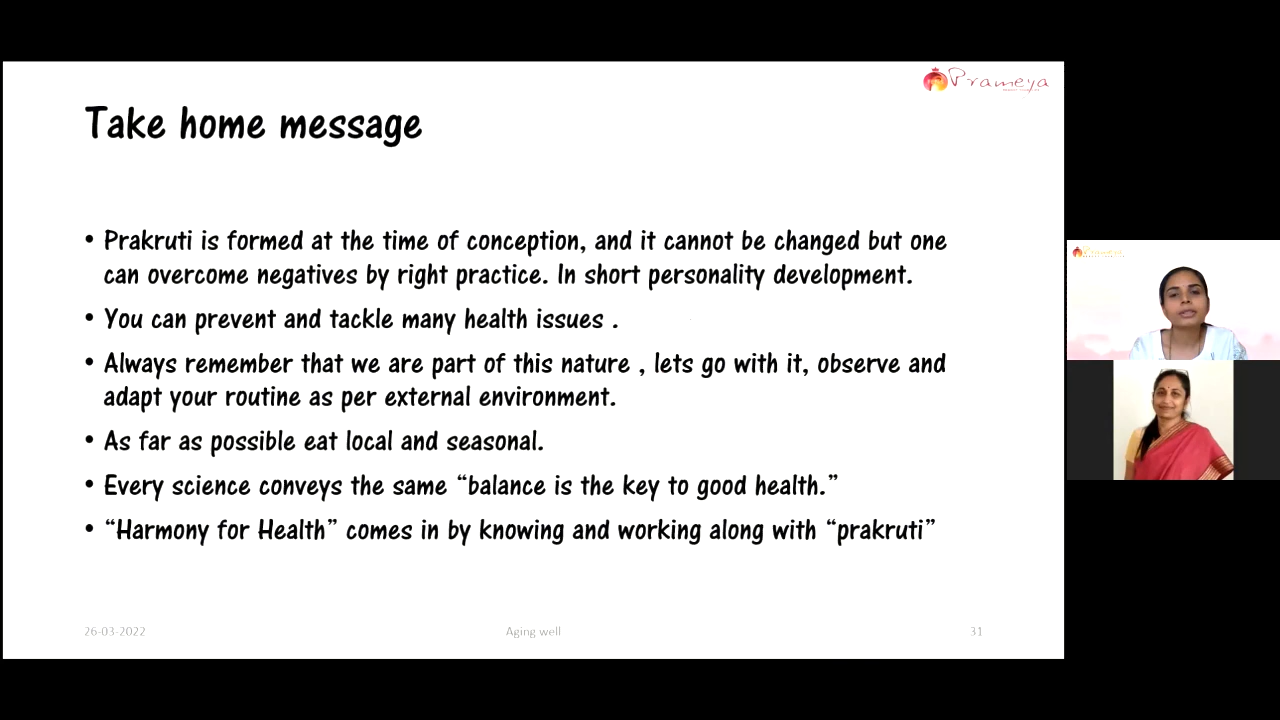 Prameya
Take home message
• Prakruti is formed at the time of conception, and it cannot be changed but one
can overcome negatives by right practice. In short personality development.
• You can prevent and tackle many health issues .
• Always remember that we are part of this nature , lets go with it, observe and
adapt your routine as per external environment.
• As far as possible eat local and seasonal.
• Every science conveys the same “balance is the key to good health.”
• “Harmony for Health” comes in by knowing and working along with “prakruti”
26-03-2022
Aging well
31